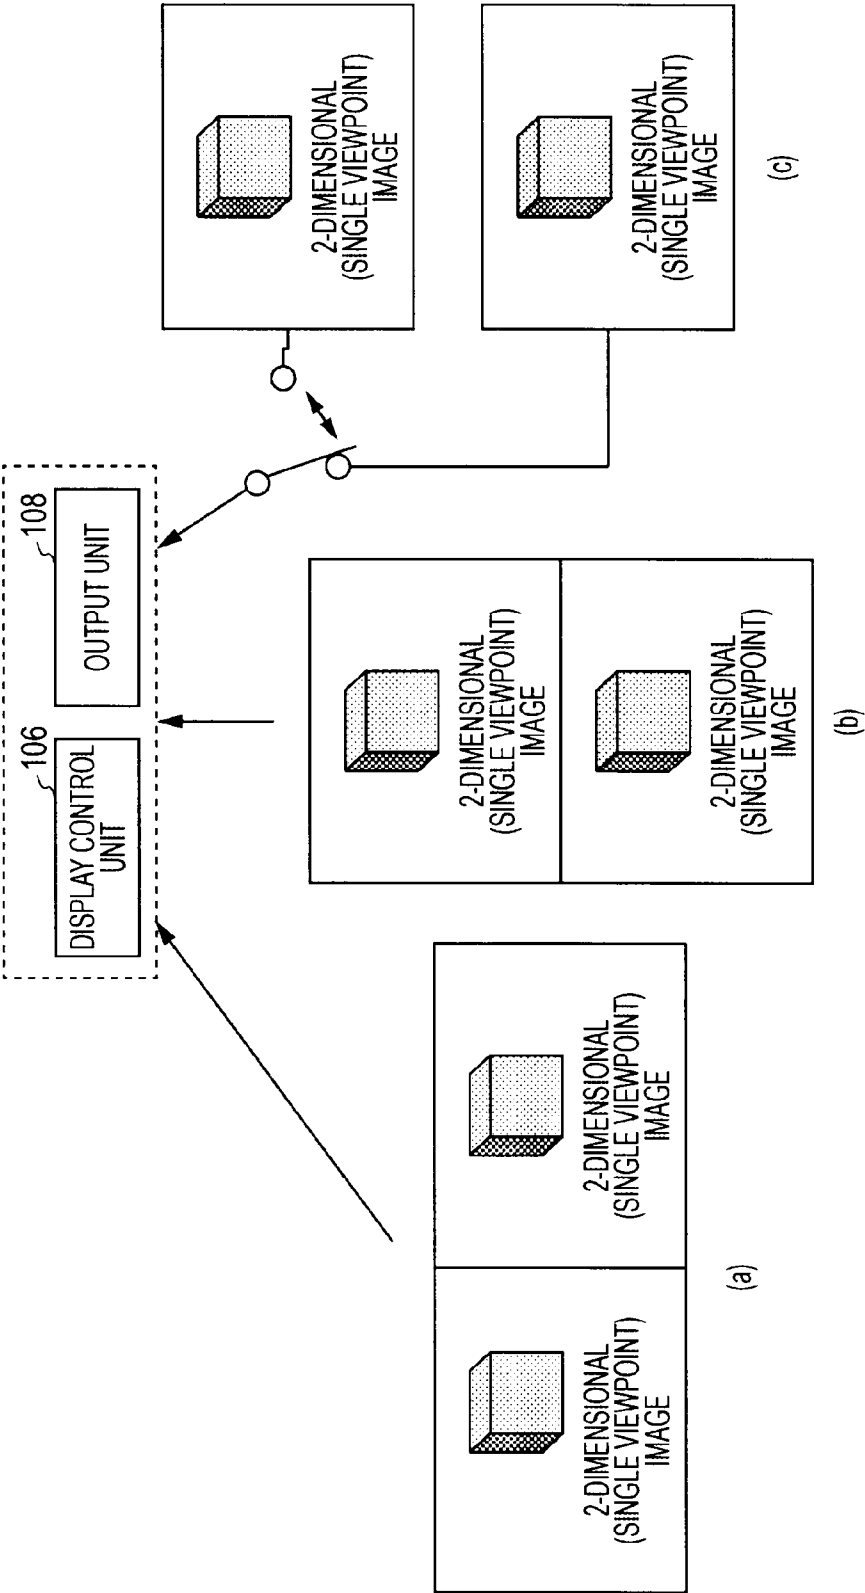 106
108
DISPLAY CONTROL
UNIT
OUTPUT UNIT
2-DIMENSIONAL
(SINGLE VIEWPOINT)
IMAGE
2-DIMENSIONAL
(SINGLE VIEWPOINT)
IMAGE
(a)
2-DIMENSIONAL
(SINGLE VIEWPOINT)
IMAGE
2-DIMENSIONAL
(SINGLE VIEWPOINT)
IMAGE
(b)
2-DIMENSIONAL
(SINGLE VIEWPOINT)
IMAGE
2-DIMENSIONAL
(SINGLE VIEWPOINT)
IMAGE
(c)